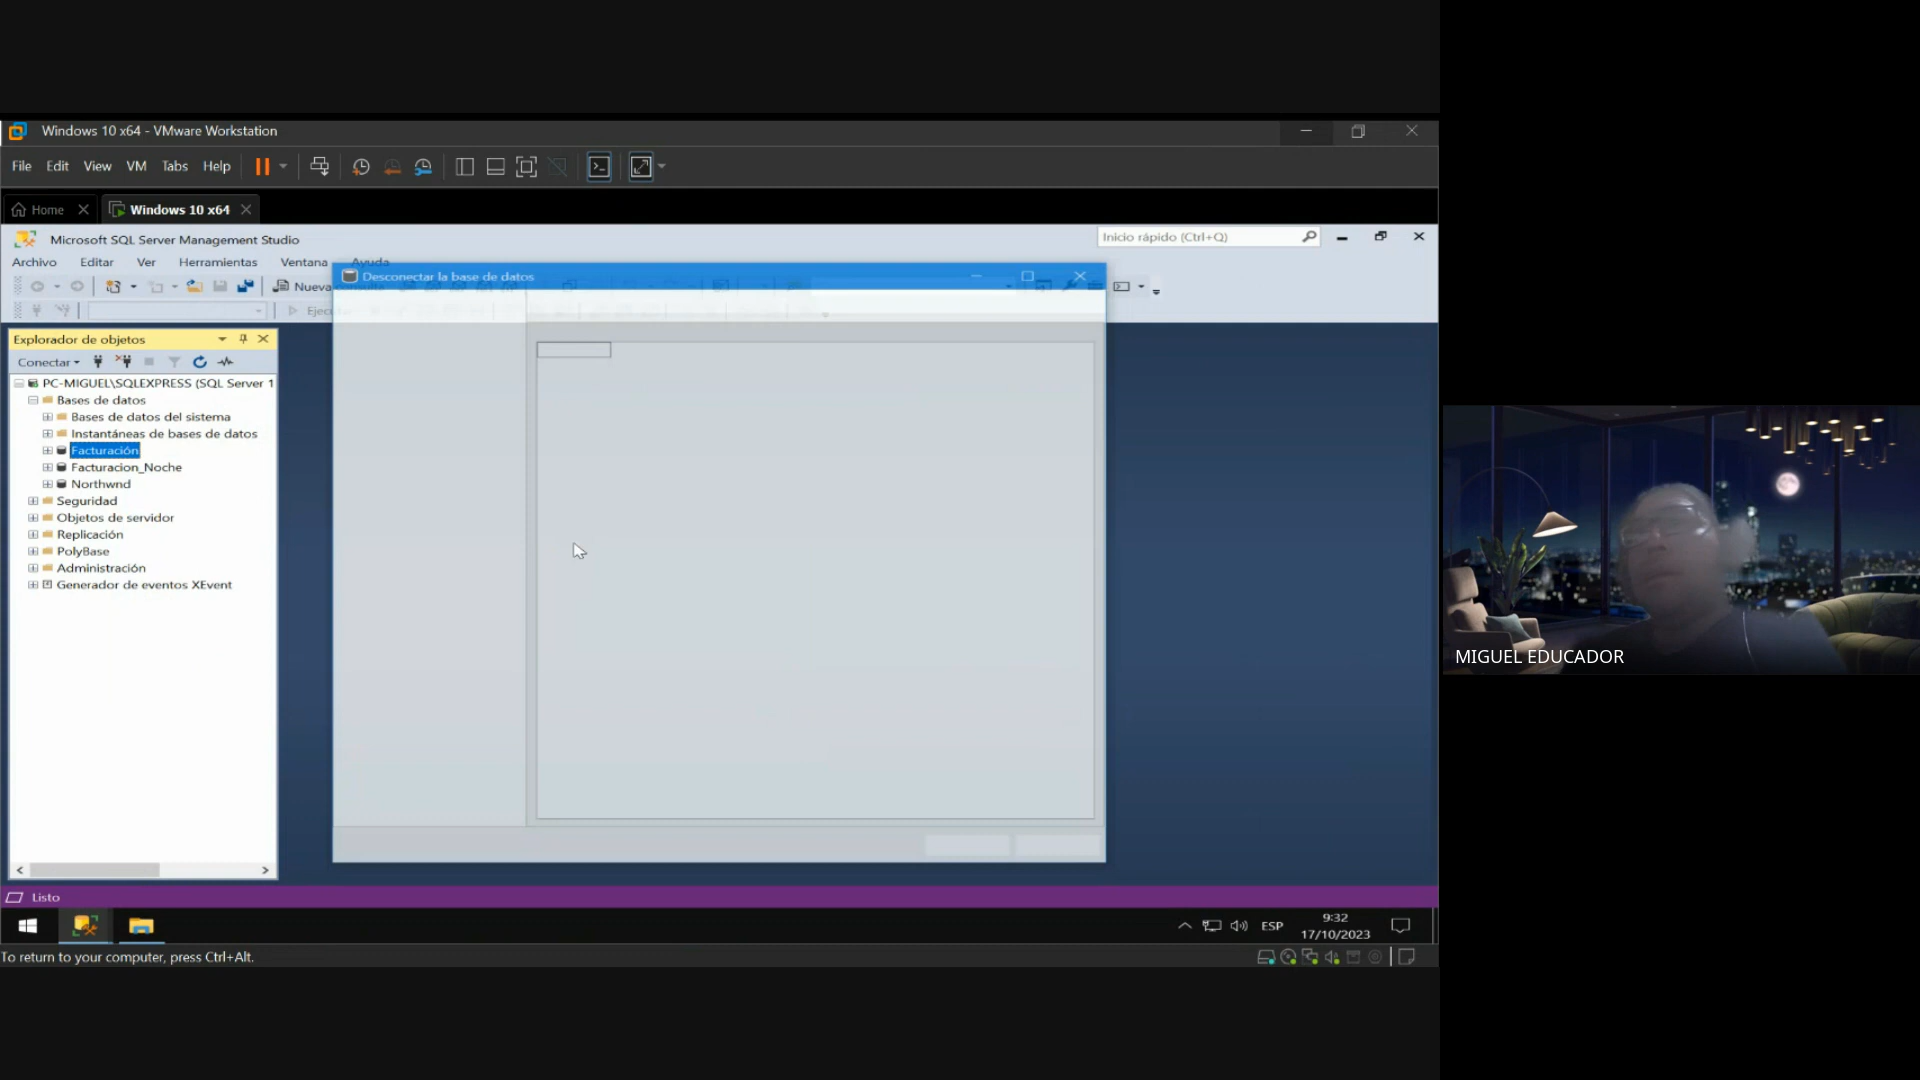 Windows 10 x64 - VMware Workstation
File Edit View VM Tabs Help
Home
Windows 10 x64
Microsoft SQL Server Management Studio
Inicio rápido (Ctrl+Q)
Archivo Editar Ver Herramientas Ventana Ayuda
Desconectar la base de datos
Explorador de objetos
Conectar
PC-MIGUEL\SQLEXPRESS (SQL Server 1
Bases de datos
Bases de datos del sistema
Instantáneas de bases de datos
Facturación
Facturacion_Noche
Northwnd
Seguridad
Objetos de servidor
Replicación
PolyBase
Administración
Generador de eventos XEvent
MIGUEL EDUCADOR
Listo
ESP
9:32
17/10/2023
To return to your computer, press Ctrl+Alt.